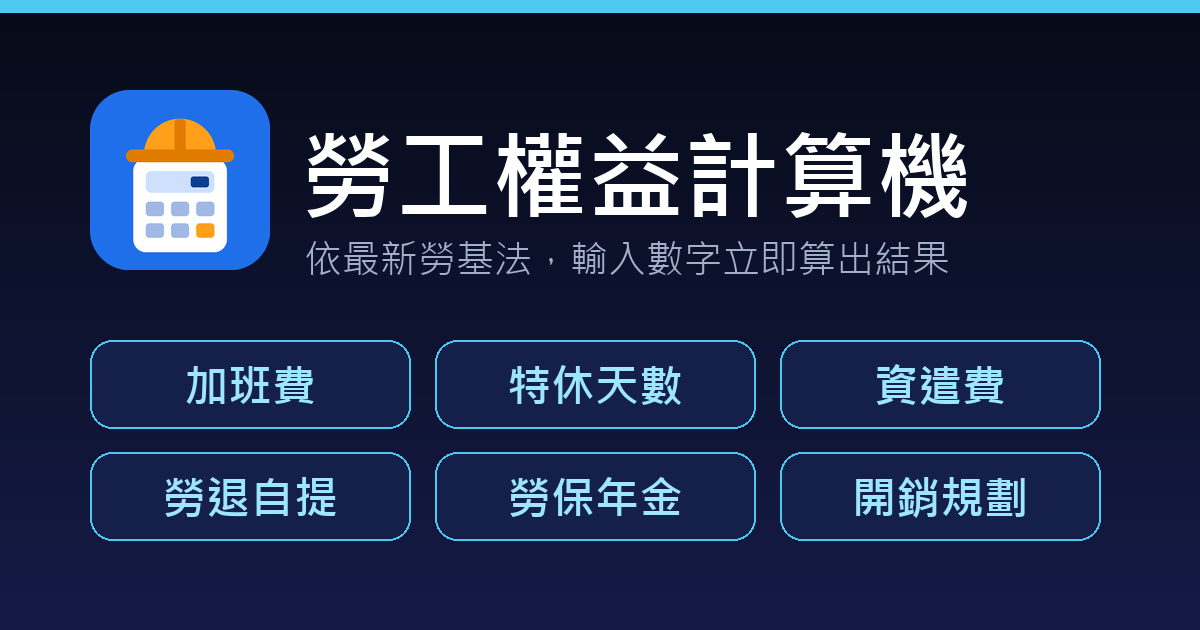 勞工權益計算機
依最新勞基法，輸入數字立即算出結果
加班費
特休天數
資遣費
勞退自提
勞保年金
開銷規劃